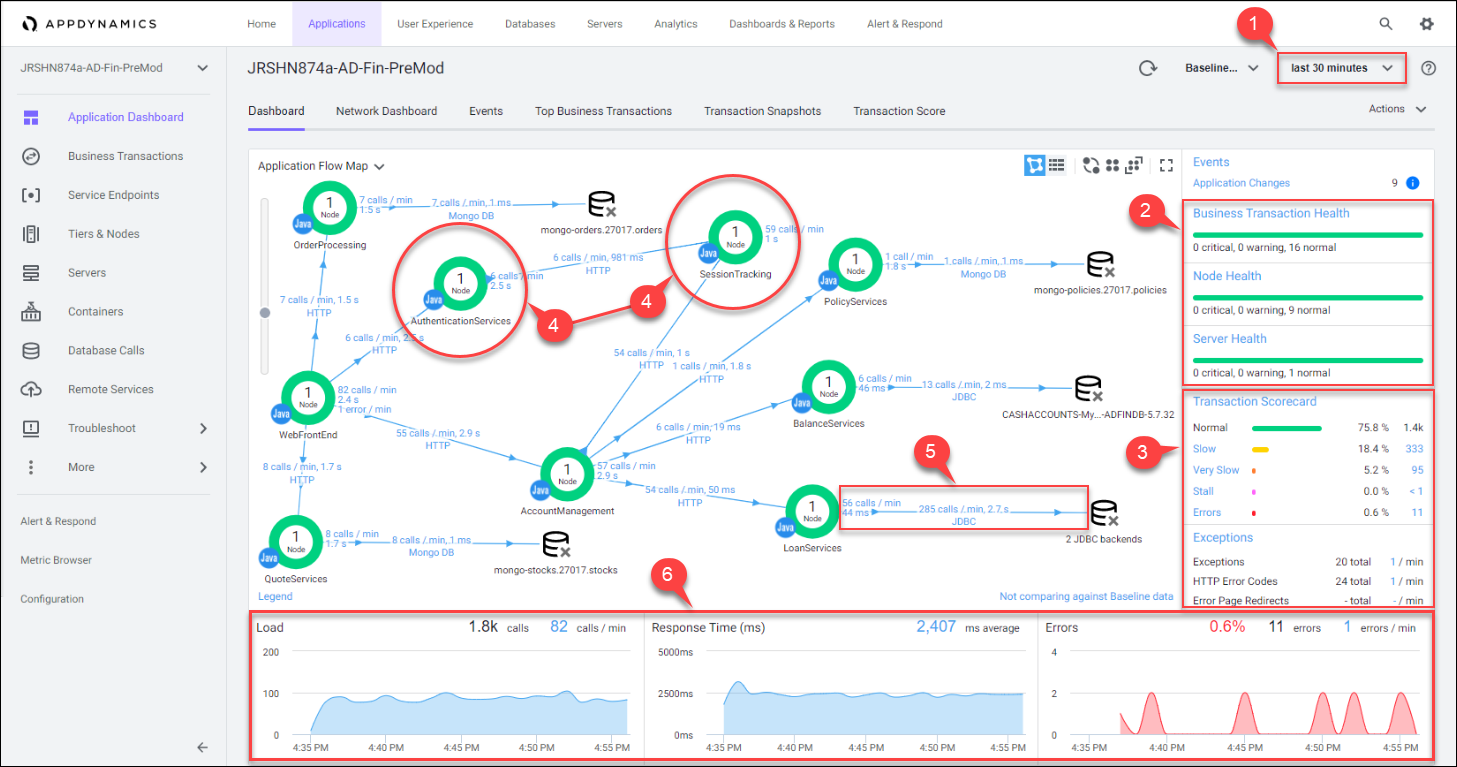 APPDYNAMICS
Home Applications User Experience Databases Servers Analytics Dashboards & Reports Alert & Respond
1
JRSHN874a-AD-Fin-PreMod
JRSHN874a-AD-Fin-PreMod
Baseline... last 30 minutes
Application Dashboard
Business Transactions
Service Endpoints
Tiers & Nodes
Servers
Containers
Database Calls
Remote Services
Troubleshoot
More
Alert & Respond
Metric Browser
Configuration
Dashboard Network Dashboard Events Top Business Transactions Transaction Snapshots Transaction Score Actions
Application Flow Map
1
Node
Java
OrderProcessing
7 calls / min
1.5 s
7 calls /.min, 1 ms
Mongo DB
mongo-orders.27017.orders
1
Node
Java
SessionTracking
59 calls / min
1 s
6 calls / min, 981 ms
HTTP
1
Node
Java
AuthenticationServices
6 calls / min
2.5 s
4
4
1
Node
Java
PolicyServices
1 call / min
1.8 s
1 calls /.min, 1 ms
Mongo DB
mongo-policies.27017.policies
7 calls / min, 1.5 s
HTTP
6 calls / min, 2.5 s
HTTP
54 calls / min, 1 s
HTTP
1 calls / min, 1.8 s
HTTP
1
Node
Java
WebFrontEnd
82 calls / min
2.4 s
1 error / min
1
Node
Java
BalanceServices
6 calls / min
46 ms
13 calls /.min, 2 ms
JDBC
CASHACCOUNTS-My...-ADFINDB-5.7.32
55 calls / min, 2.9 s
HTTP
6 calls / min, 19 ms
HTTP
8 calls / min, 1.7 s
HTTP
1
Node
Java
AccountManagement
57 calls / min
2.9 s
54 calls / min, 50 ms
HTTP
5
1
Node
Java
LoanServices
56 calls / min
44 ms
285 calls /.min, 2.7.s
JDBC
2 JDBC backends
1
Node
Java
QuoteServices
8 calls / min
1.7 s
8 calls /.min, 1 ms
Mongo DB
mongo-stocks.27017.stocks
Legend
Not comparing against Baseline data
Events
Application Changes 9 i
2
Business Transaction Health
0 critical, 0 warning, 16 normal
Node Health
0 critical, 0 warning, 9 normal
Server Health
0 critical, 0 warning, 1 normal
3
Transaction Scorecard
Normal 75.8 % 1.4k
Slow 18.4 % 333
Very Slow 5.2 % 95
Stall 0.0 % < 1
Errors 0.6 % 11
Exceptions
Exceptions 20 total 1 / min
HTTP Error Codes 24 total 1 / min
Error Page Redirects - total - / min
6
Load 1.8k calls 82 calls / min
200
100
0
4:35 PM 4:40 PM 4:45 PM 4:50 PM 4:55 PM
Response Time (ms) 2,407 ms average
5000ms
2500ms
0ms
4:35 PM 4:40 PM 4:45 PM 4:50 PM 4:55 PM
Errors 0.6% 11 errors 1 errors / min
4
2
0
4:35 PM 4:40 PM 4:45 PM 4:50 PM 4:55 PM